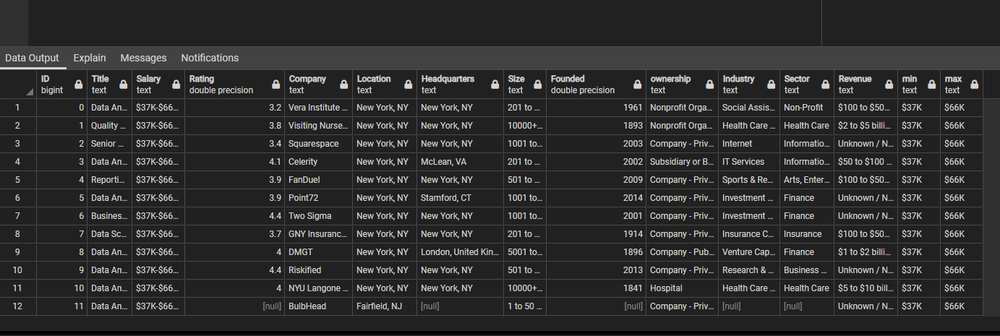 Data Output Explain Messages Notifications
ID Title Salary Rating Company Location Headquarters Size Founded ownership Industry Sector Revenue min max
bigint text text double precision text text text text double precision text text text text text text
1 0 Data An... $37K-$66... 3.2 Vera Institute ... New York, NY New York, NY 201 to ... 1961 Nonprofit Orga... Social Assis... Non-Profit $100 to $50... $37K $66K
2 1 Quality ... $37K-$66... 3.8 Visiting Nurse... New York, NY New York, NY 10000+... 1893 Nonprofit Orga... Health Care ... Health Care $2 to $5 billi... $37K $66K
3 2 Senior ... $37K-$66... 3.4 Squarespace New York, NY New York, NY 1001 to... 2003 Company - Priv... Internet Informatio... Unknown / N... $37K $66K
4 3 Data An... $37K-$66... 4.1 Celerity New York, NY McLean, VA 201 to ... 2002 Subsidiary or B... IT Services Informatio... $50 to $100 ... $37K $66K
5 4 Reporti... $37K-$66... 3.9 FanDuel New York, NY New York, NY 501 to ... 2009 Company - Priv... Sports & Re... Arts, Enter... $100 to $50... $37K $66K
6 5 Data An... $37K-$66... 3.9 Point72 New York, NY Stamford, CT 1001 to... 2014 Company - Priv... Investment ... Finance Unknown / N... $37K $66K
7 6 Busines... $37K-$66... 4.4 Two Sigma New York, NY New York, NY 1001 to... 2001 Company - Priv... Investment ... Finance Unknown / N... $37K $66K
8 7 Data Sc... $37K-$66... 3.7 GNY Insuranc... New York, NY New York, NY 201 to ... 1914 Company - Priv... Insurance C... Insurance $100 to $50... $37K $66K
9 8 Data An... $37K-$66... 4 DMGT New York, NY London, United Kin... 5001 to... 1896 Company - Pub... Venture Cap... Finance $1 to $2 billi... $37K $66K
10 9 Data An... $37K-$66... 4.4 Riskified New York, NY New York, NY 501 to ... 2013 Company - Priv... Research & ... Business ... Unknown / N... $37K $66K
11 10 Data An... $37K-$66... 4 NYU Langone ... New York, NY New York, NY 10000+... 1841 Hospital Health Care ... Health Care $5 to $10 bill... $37K $66K
12 11 Data An... $37K-$66... [null] BulbHead Fairfield, NJ [null] 1 to 50 ... [null] Company - Priv... [null] [null] Unknown / N... $37K $66K